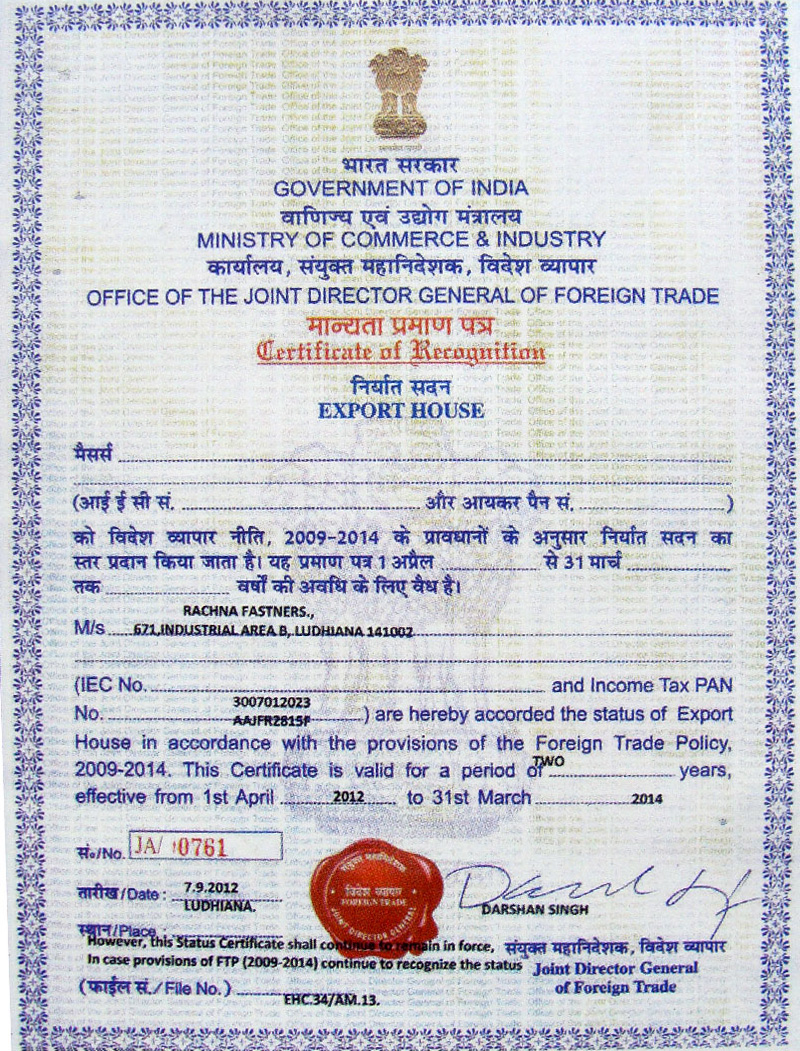 भारत सरकार
GOVERNMENT OF INDIA
वाणिज्य एवं उद्योग मंत्रालय
MINISTRY OF COMMERCE & INDUSTRY
कार्यालय, संयुक्त महानिदेशक, विदेश व्यापार
OFFICE OF THE JOINT DIRECTOR GENERAL OF FOREIGN TRADE
मान्यता प्रमाण पत्र
Certificate of Recognition
निर्यात सदन
EXPORT HOUSE
मैसर्स
(आई ई सी सं. और आयकर पैन सं. )
को विदेश व्यापार नीति, 2009-2014 के प्रावधानों के अनुसार निर्यात सदन का
स्तर प्रदान किया जाता है। यह प्रमाण पत्र 1 अप्रैल से 31 मार्च
तक वर्षों की अवधि के लिए वैध है।
RACHNA FASTNERS.,
M/s 671,INDUSTRIAL AREA B, LUDHIANA 141002
(IEC No. and Income Tax PAN
3007012023
No. AAJFR2815F ) are hereby accorded the status of Export
House in accordance with the provisions of the Foreign Trade Policy,
2009-2014. This Certificate is valid for a period of TWO years,
effective from 1st April 2012 to 31st March 2014
सं०/No. JA/ 0761
तारीख/Date : 7.9.2012
LUDHIANA.
DARSHAN SINGH
स्थान/Place
However, this Status Certificate shall continue to remain in force,
संयुक्त महानिदेशक, विदेश व्यापार
In case provisions of FTP (2009-2014) continue to recognize the status
Joint Director General
of Foreign Trade
(फाईल सं./File No.)
EHC.34/AM.13.
संयुक्त महानिदेशक
विदेश व्यापार
FOREIGN TRADE
JOINT DIRECTOR GENERAL